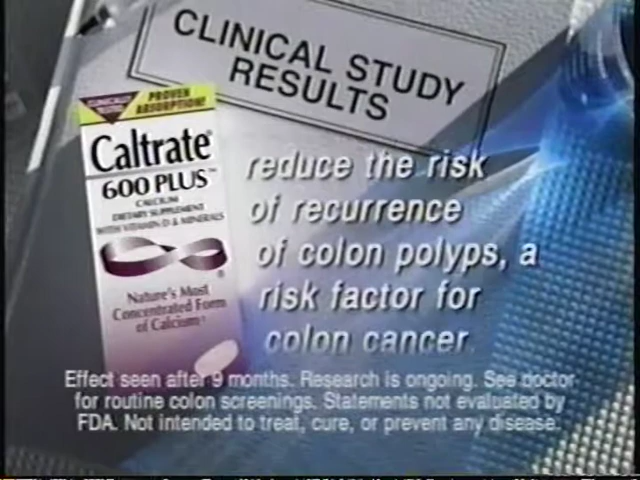 CLINICAL STUDY
RESULTS
PROVEN
ABSORPTION!
Caltrate®
600 PLUS™
CALCIUM
DIETARY SUPPLEMENT
WITH VITAMIN D & MINERALS
®
Nature's Most
Concentrated Form
of Calcium
reduce the risk
of recurrence
of colon polyps, a
risk factor for
colon cancer
Effect seen after 9 months. Research is ongoing. See doctor
for routine colon screenings. Statements not evaluated by
FDA. Not intended to treat, cure, or prevent any disease.